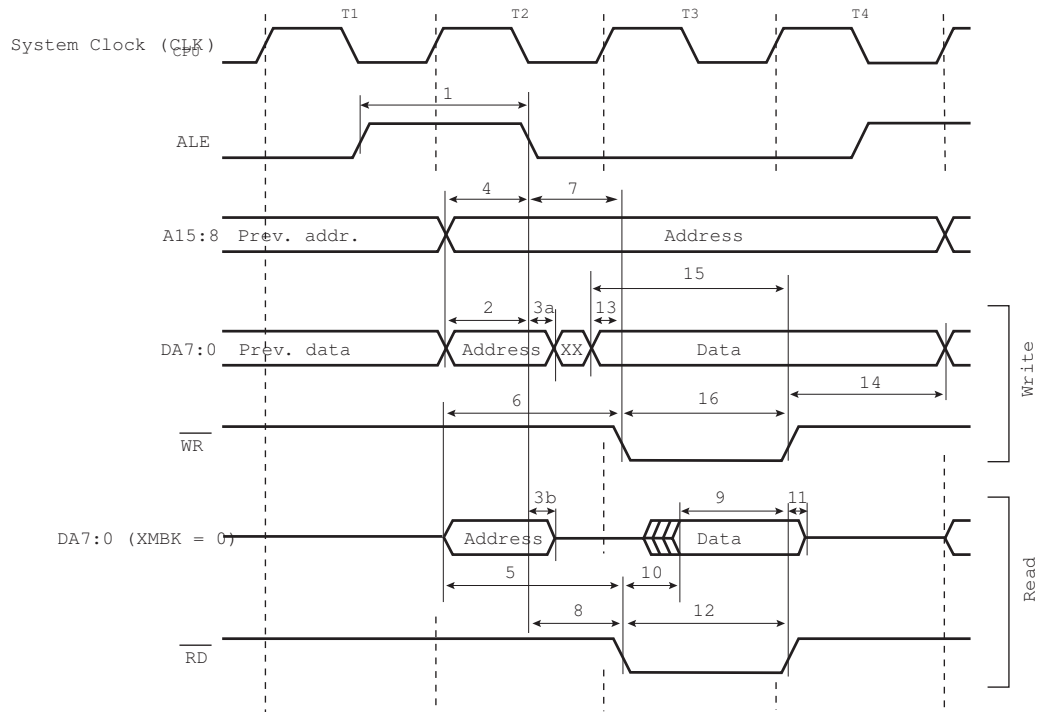 T1 T2 T3 T4
System Clock (CLK CPU)
1
ALE
4 7
A15:8 Prev. addr. Address
15
2 3a 13
DA7:0 Prev. data Address XX Data
14
6 16
WR
Write
3b 9 11
DA7:0 (XMBK = 0) Address Data
5 10
8 12
RD
Read